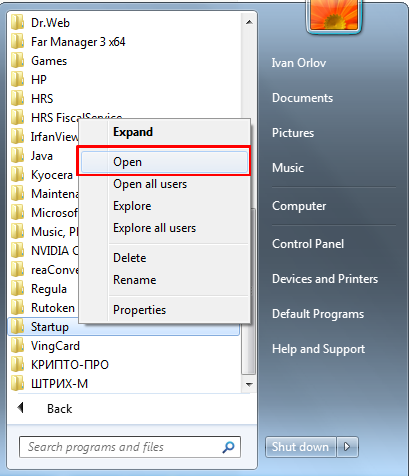 Dr.Web
Far Manager 3 x64
Games
HP
HRS
HRS FiscalService
IrfanView
Java
Kyocera
Maintena
Microsof
Music, P
NVIDIA C
reaConve
Regula
Rutoken
Startup
VingCard
КРИПТО-ПРО
ШТРИХ-М
Back
Search programs and files
Expand
Open
Open all users
Explore
Explore all users
Delete
Rename
Properties
Ivan Orlov
Documents
Pictures
Music
Computer
Control Panel
Devices and Printers
Default Programs
Help and Support
Shut down